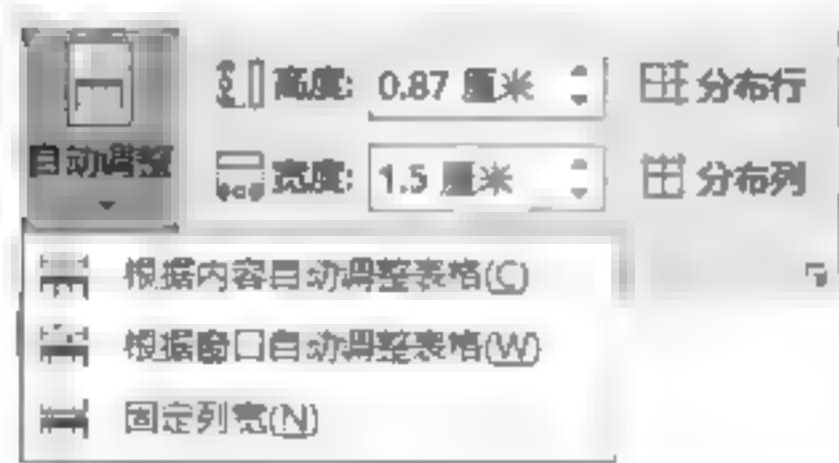 高度: 0.87 厘米
分布行
自动调整
宽度: 1.5 厘米
分布列
根据内容自动调整表格(C)
根据窗口自动调整表格(W)
固定列宽(N)